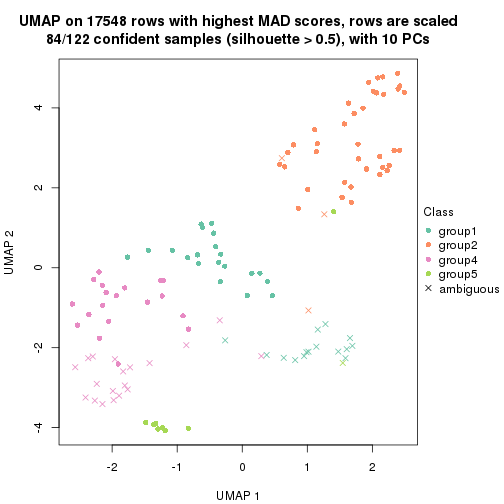 UMAP on 17548 rows with highest MAD scores, rows are scaled
84/122 confident samples (silhouette > 0.5), with 10 PCs
4
2
0
-2
-4
UMAP 2
-2
-1
0
1
2
UMAP 1
Class
group1
group2
group4
group5
ambiguous